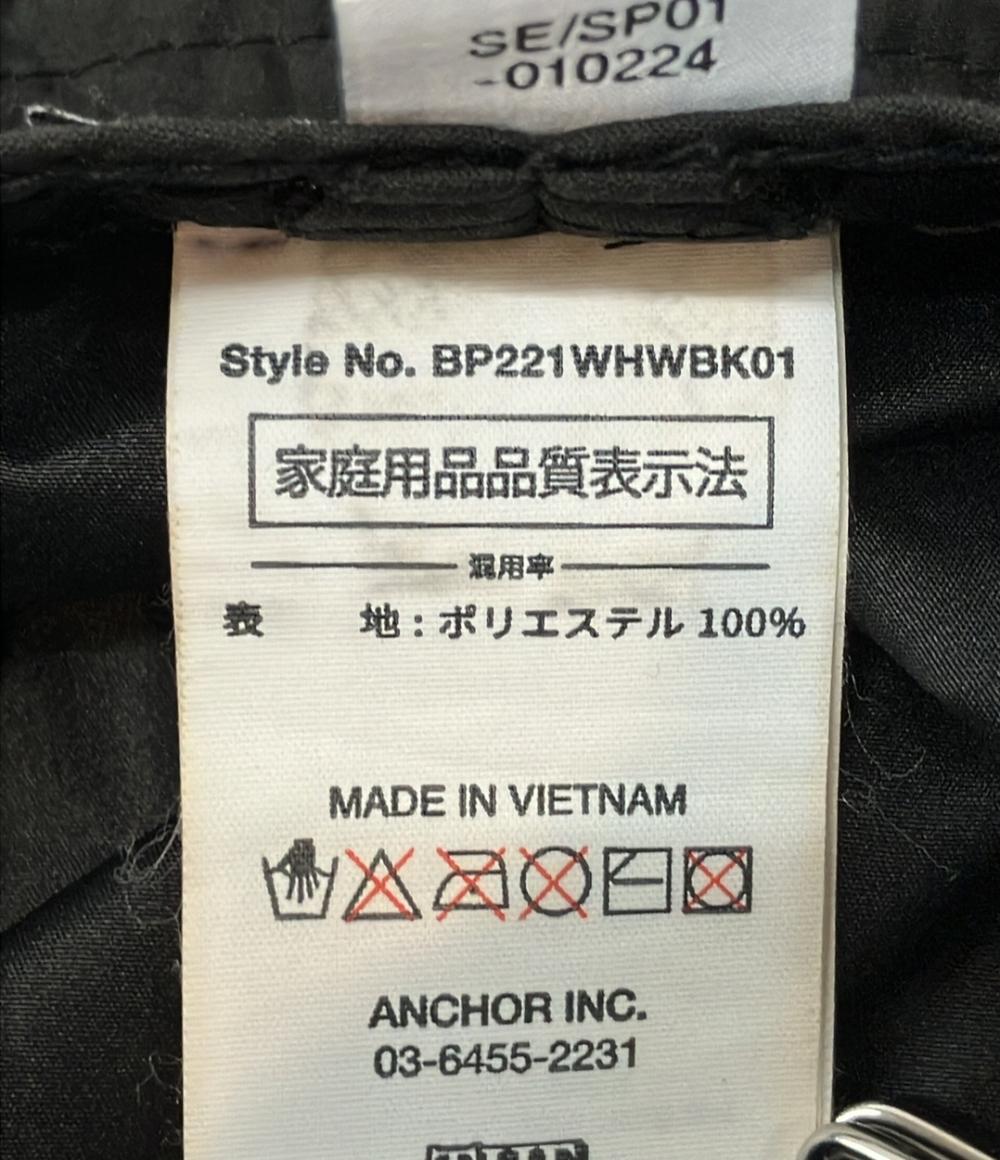 SE/SP01
-010224
Style No. BP221WHWBK01
家庭用品品質表示法
混用率
表 地 : ポリエステル 100%
MADE IN VIETNAM
ANCHOR INC.
03-6455-2231